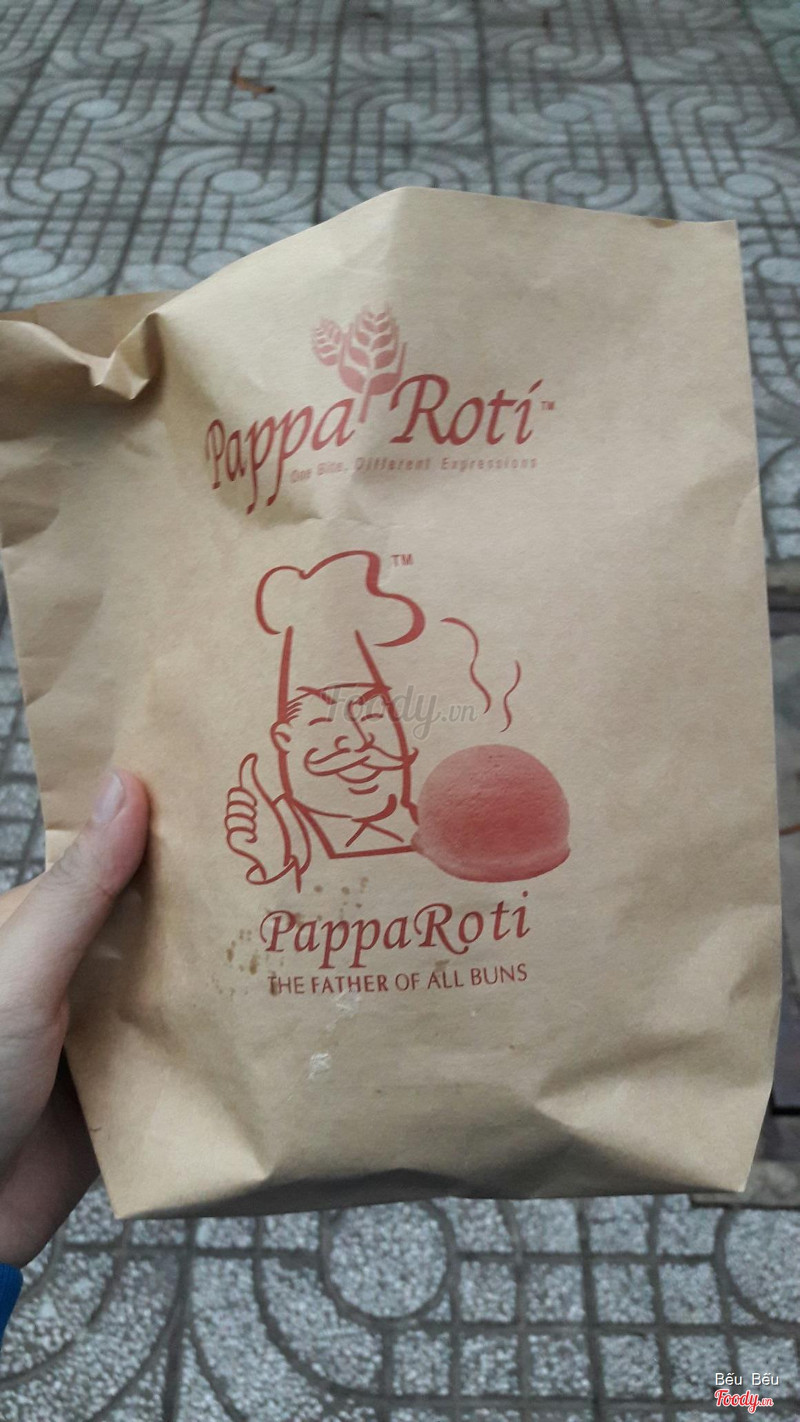 Pappa Roti™
One Bite, Different Expressions
TM
Foody.vn
PappaRoti
THE FATHER OF ALL BUNS
Bếu Bếu
Foody.vn